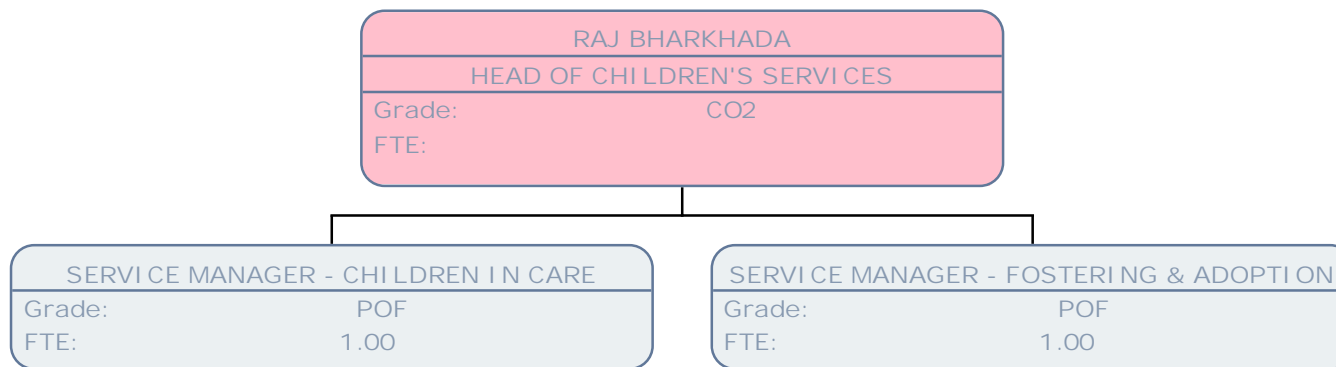 RAJ BHARKHADA
HEAD OF CHILDREN'S SERVICES
Grade: CO2
FTE:
SERVICE MANAGER - CHILDREN IN CARE
Grade: POF
FTE: 1.00
SERVICE MANAGER - FOSTERING & ADOPTION
Grade: POF
FTE: 1.00